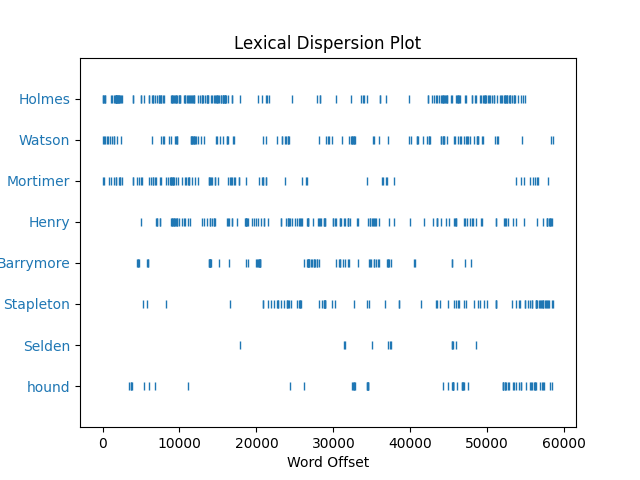 Lexical Dispersion Plot
Holmes
Watson
Mortimer
Henry
Barrymore
Stapleton
Selden
hound
0 10000 20000 30000 40000 50000 60000
Word Offset